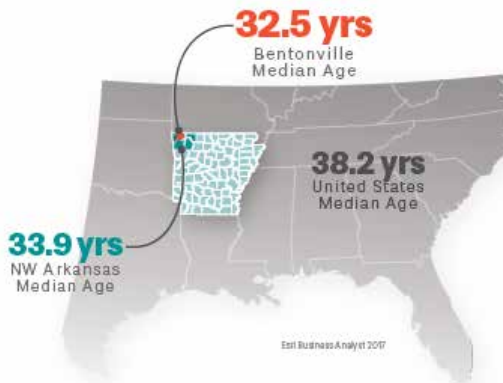 32.5 yrs
Bentonville
Median Age
38.2 yrs
United States
Median Age
33.9 yrs
NW Arkansas
Median Age
Esri Business Analyst 2017